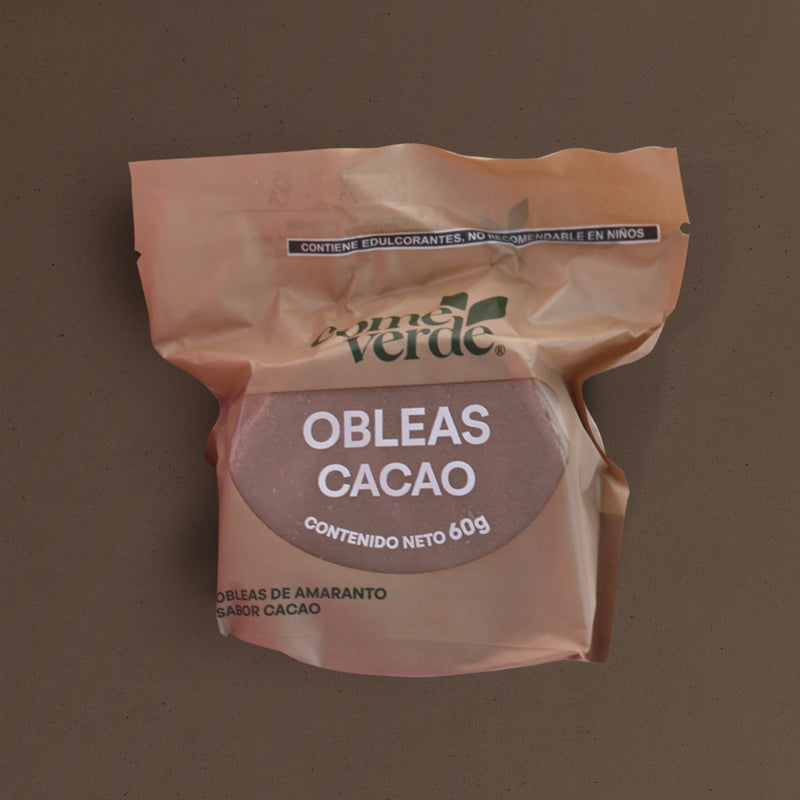 CONTIENE EDULCORANTES, NO RECOMENDABLE EN NIÑOS
come
verde®
OBLEAS
CACAO
CONTENIDO NETO 60g
OBLEAS DE AMARANTO
SABOR CACAO